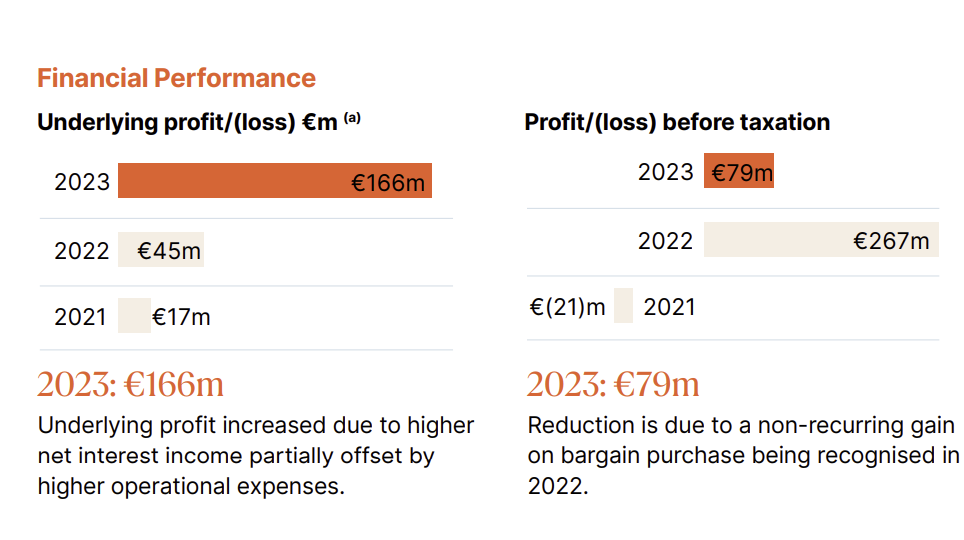 Financial Performance
Underlying profit/(loss) €m (a)
2023 €166m
2022 €45m
2021 €17m
2023: €166m
Underlying profit increased due to higher
net interest income partially offset by
higher operational expenses.
Profit/(loss) before taxation
2023 €79m
2022 €267m
€(21)m 2021
2023: €79m
Reduction is due to a non-recurring gain
on bargain purchase being recognised in
2022.